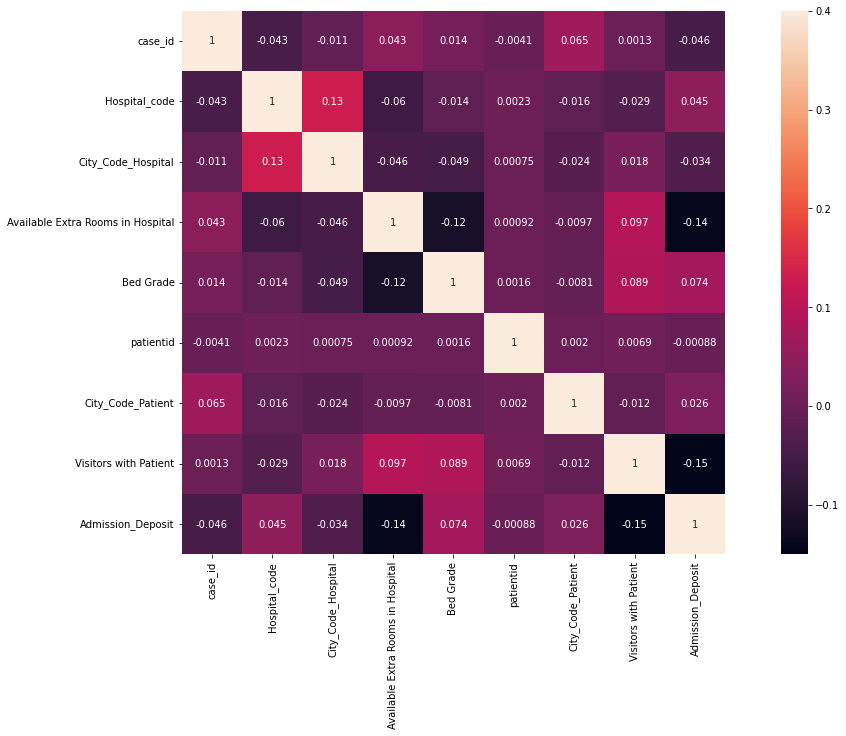 case_id 1 -0.043 -0.011 0.043 0.014 -0.0041 0.065 0.0013 -0.046
Hospital_code -0.043 1 0.13 -0.06 -0.014 0.0023 -0.016 -0.029 0.045
City_Code_Hospital -0.011 0.13 1 -0.046 -0.049 0.00075 -0.024 0.018 -0.034
Available Extra Rooms in Hospital 0.043 -0.06 -0.046 1 -0.12 0.00092 -0.0097 0.097 -0.14
Bed Grade 0.014 -0.014 -0.049 -0.12 1 0.0016 -0.0081 0.089 0.074
patientid -0.0041 0.0023 0.00075 0.00092 0.0016 1 0.002 0.0069 -0.00088
City_Code_Patient 0.065 -0.016 -0.024 -0.0097 -0.0081 0.002 1 -0.012 0.026
Visitors with Patient 0.0013 -0.029 0.018 0.097 0.089 0.0069 -0.012 1 -0.15
Admission_Deposit -0.046 0.045 -0.034 -0.14 0.074 -0.00088 0.026 -0.15 1
case_id
Hospital_code
City_Code_Hospital
Available Extra Rooms in Hospital
Bed Grade
patientid
City_Code_Patient
Visitors with Patient
Admission_Deposit
0.4
0.3
0.2
0.1
0.0
-0.1